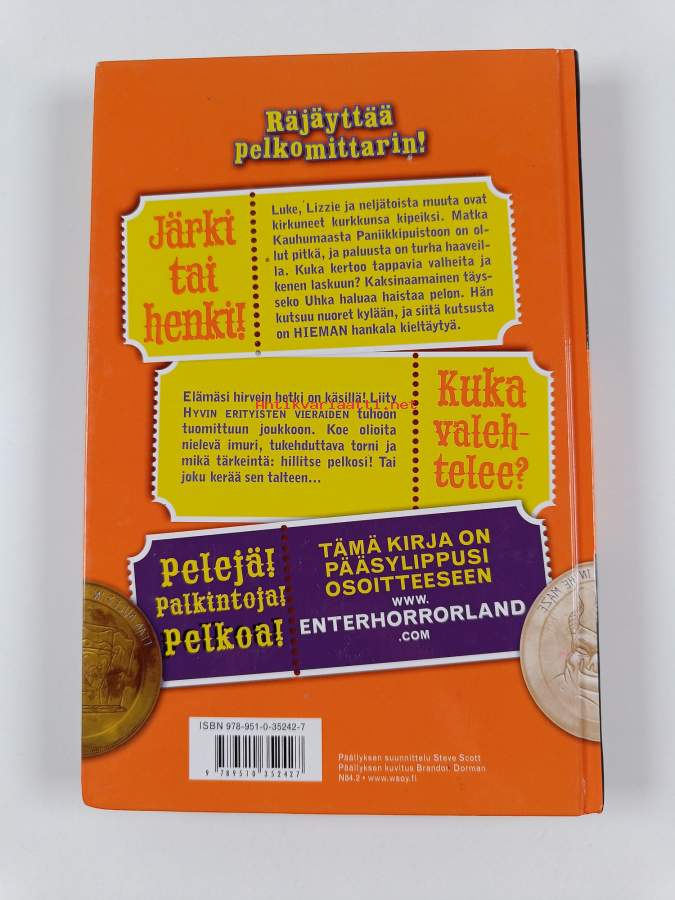 Räjäyttää
pelkomittarin!
Järki
tai
henki!
Luke, Lizzie ja neljätoista muuta ovat
kirkuneet kurkkunsa kipeiksi. Matka
Kauhumaasta Paniikkipuistoon on ol-
lut pitkä, ja paluusta on turha haaveil-
la. Kuka kertoo tappavia valheita ja
kenen laskuun? Kaksinaamainen täys-
seko Uhka haluaa haistaa pelon. Hän
kutsuu nuoret kylään, ja siitä kutsusta
on HIEMAN hankala kieltäytyä.
Elämäsi hirvein hetki on käsillä! Liity
HYVIN ERITYISTEN VIERAIDEN tuhoon
tuomittuun joukkoon. Koe olioita
nielevä imuri, tukehduttava torni ja
mikä tärkeintä: hillitse pelkosi! Tai
joku kerää sen talteen...
Antikvariaatti.net
Kuka
valeh-
telee?
Pelejä!
Palkintoja!
Pelkoa!
TÄMÄ KIRJA ON
PÄÄSYLIPPUSI
OSOITTEESEEN
WWW.
ENTERHORRORLAND
.COM
IN THE MAZE
ISBN 978-951-0-35242-7
9 789510 352427
Päällyksen suunnittelu Steve Scott
Päällyksen kuvitus Brandon Dorman
N84.2 • www.wsoy.fi